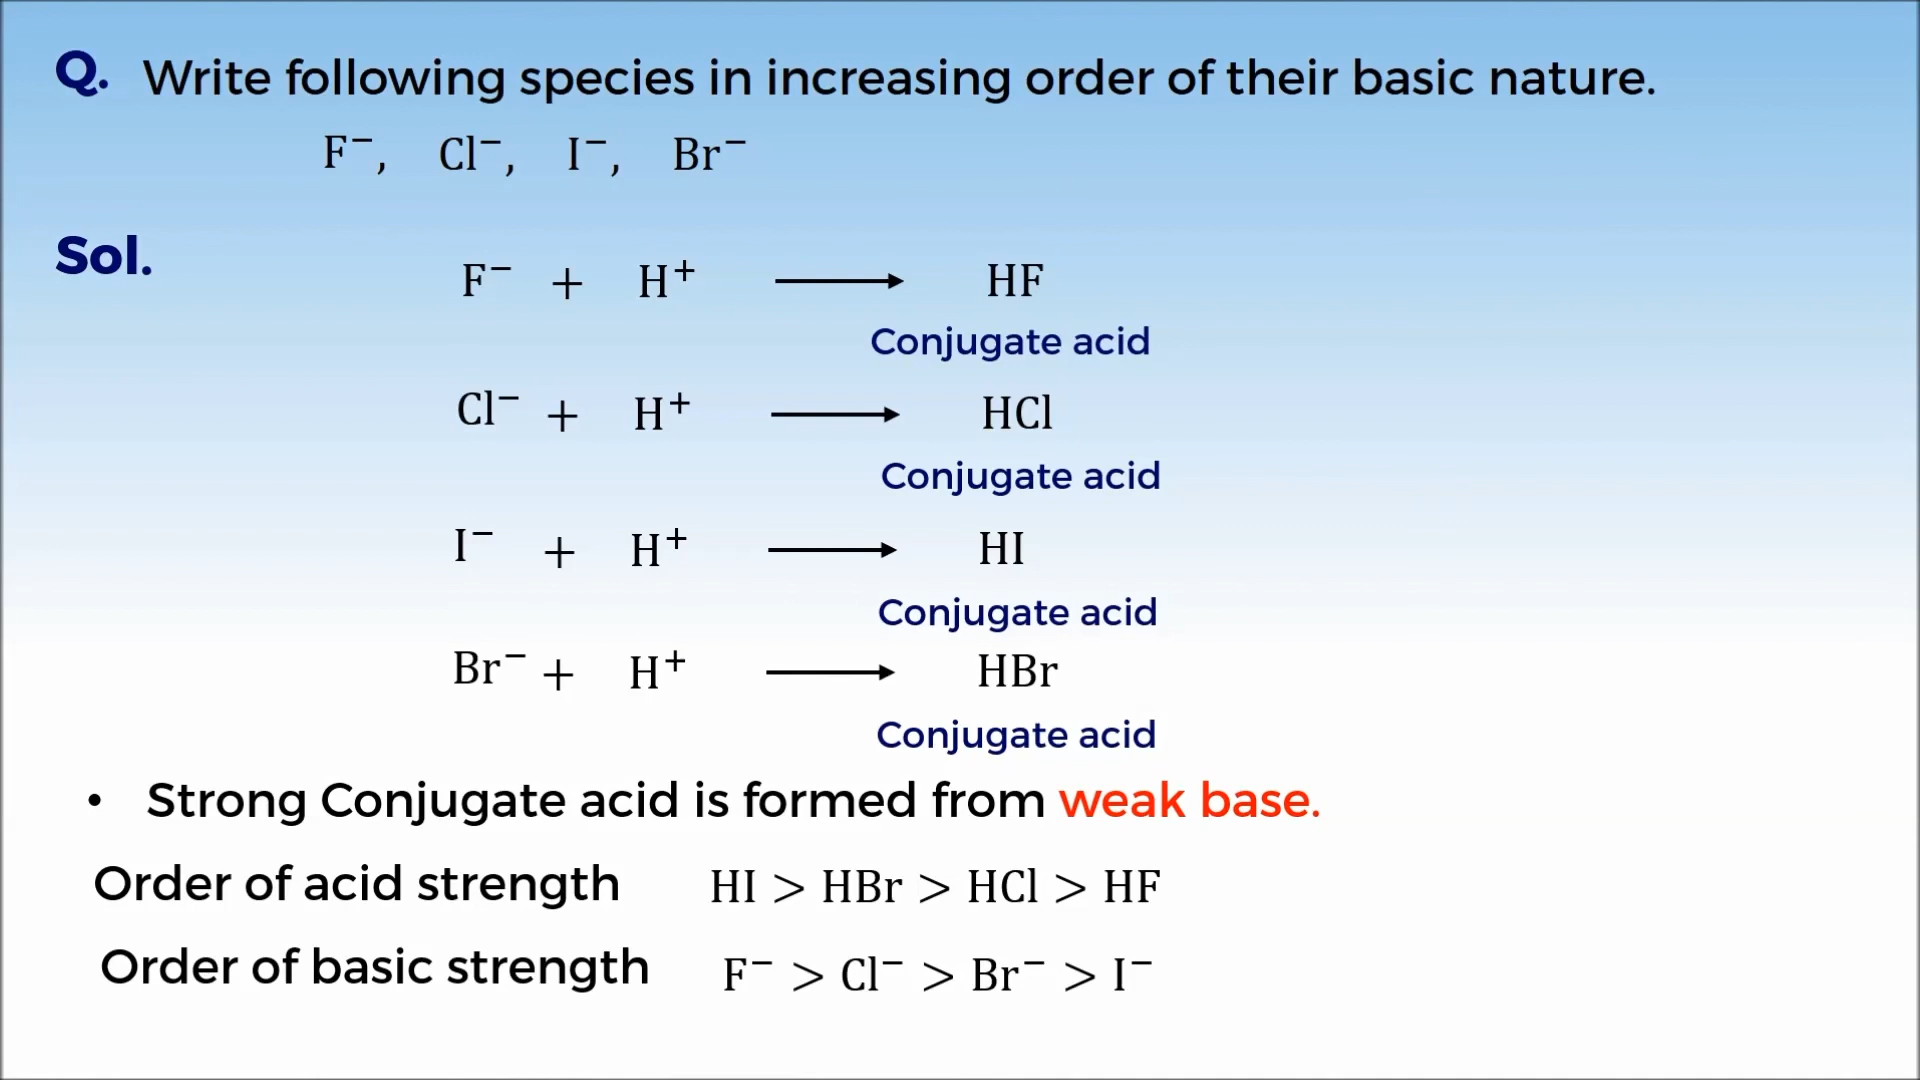 Q. Write following species in increasing order of their basic nature.
F⁻, Cl⁻, I⁻, Br⁻
Sol.
F⁻ + H⁺ ⟶ HF
Conjugate acid
Cl⁻ + H⁺ ⟶ HCl
Conjugate acid
I⁻ + H⁺ ⟶ HI
Conjugate acid
Br⁻ + H⁺ ⟶ HBr
Conjugate acid
• Strong Conjugate acid is formed from weak base.
Order of acid strength HI > HBr > HCl > HF
Order of basic strength F⁻ > Cl⁻ > Br⁻ > I⁻